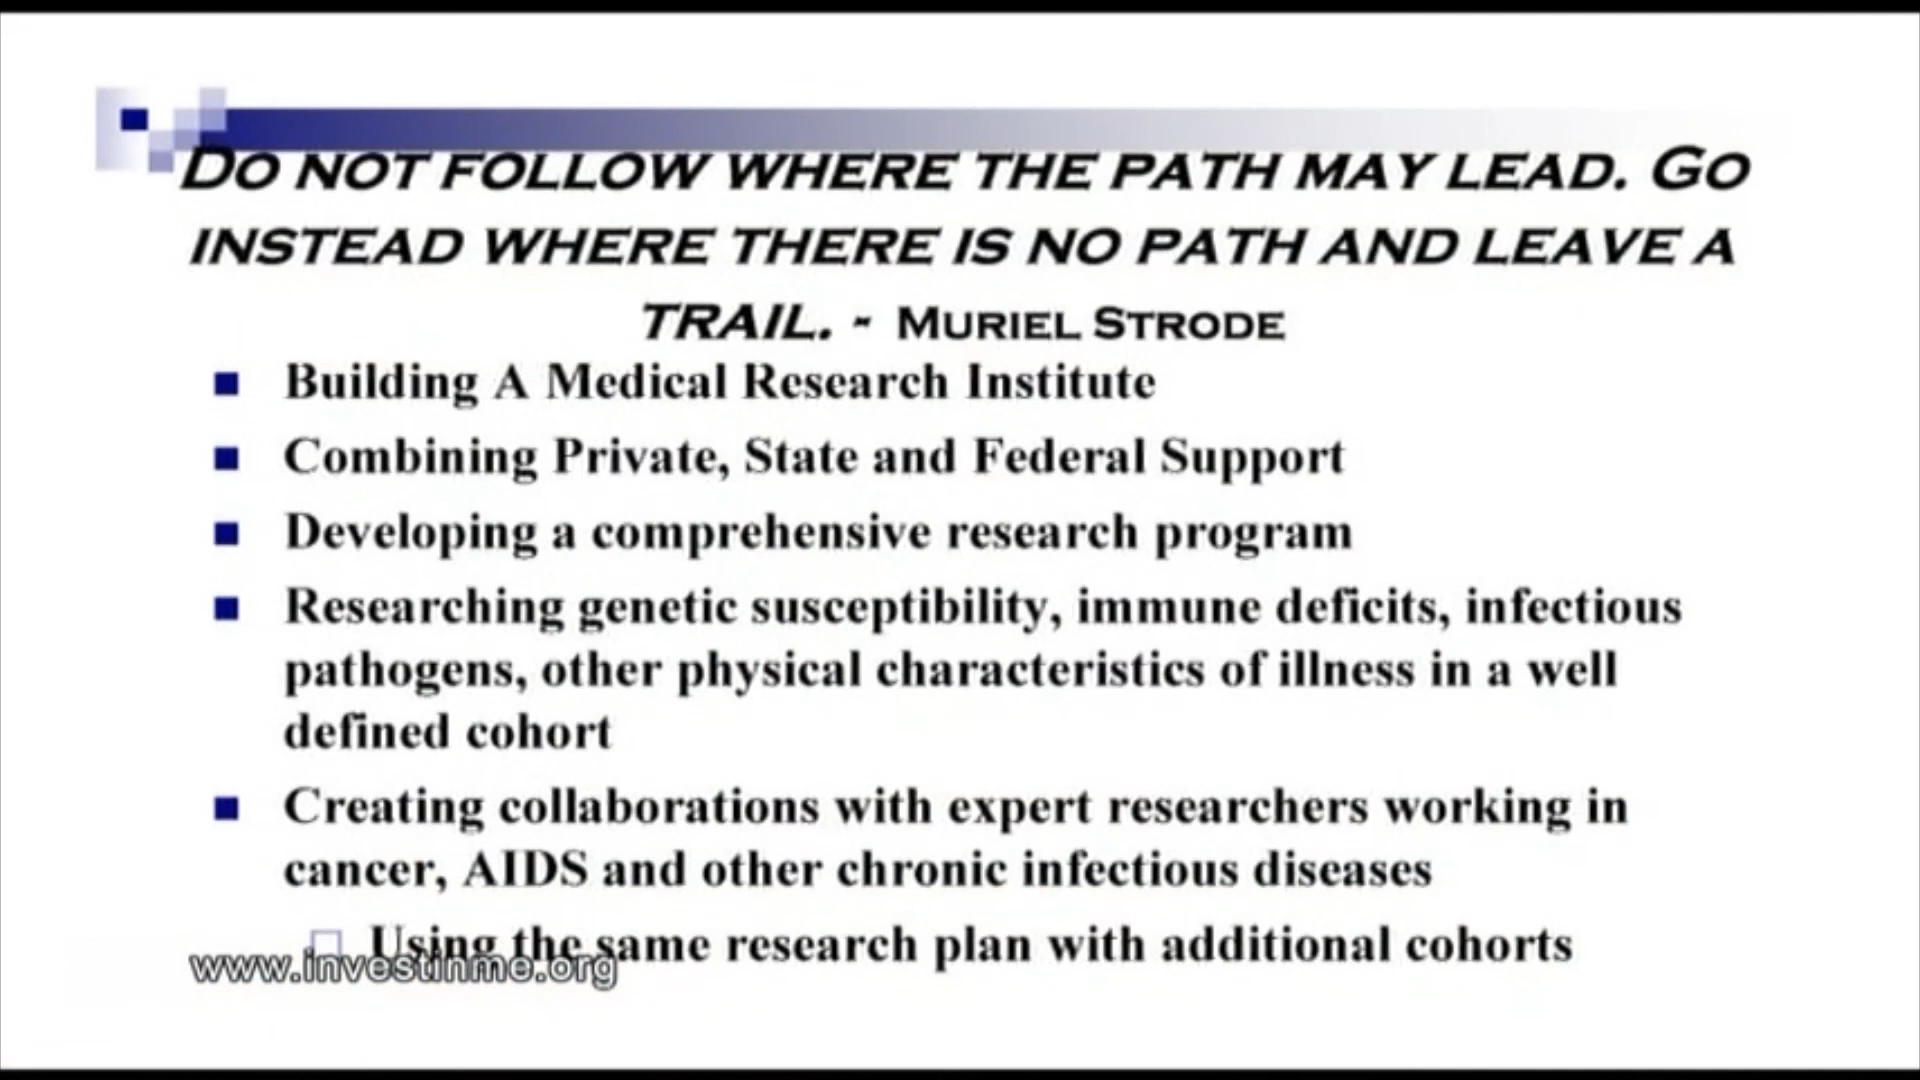 DO NOT FOLLOW WHERE THE PATH MAY LEAD. GO
INSTEAD WHERE THERE IS NO PATH AND LEAVE A
TRAIL. - MURIEL STRODE
Building A Medical Research Institute
Combining Private, State and Federal Support
Developing a comprehensive research program
Researching genetic susceptibility, immune deficits, infectious
pathogens, other physical characteristics of illness in a well
defined cohort
Creating collaborations with expert researchers working in
cancer, AIDS and other chronic infectious diseases
Using the same research plan with additional cohorts
www.investinme.org